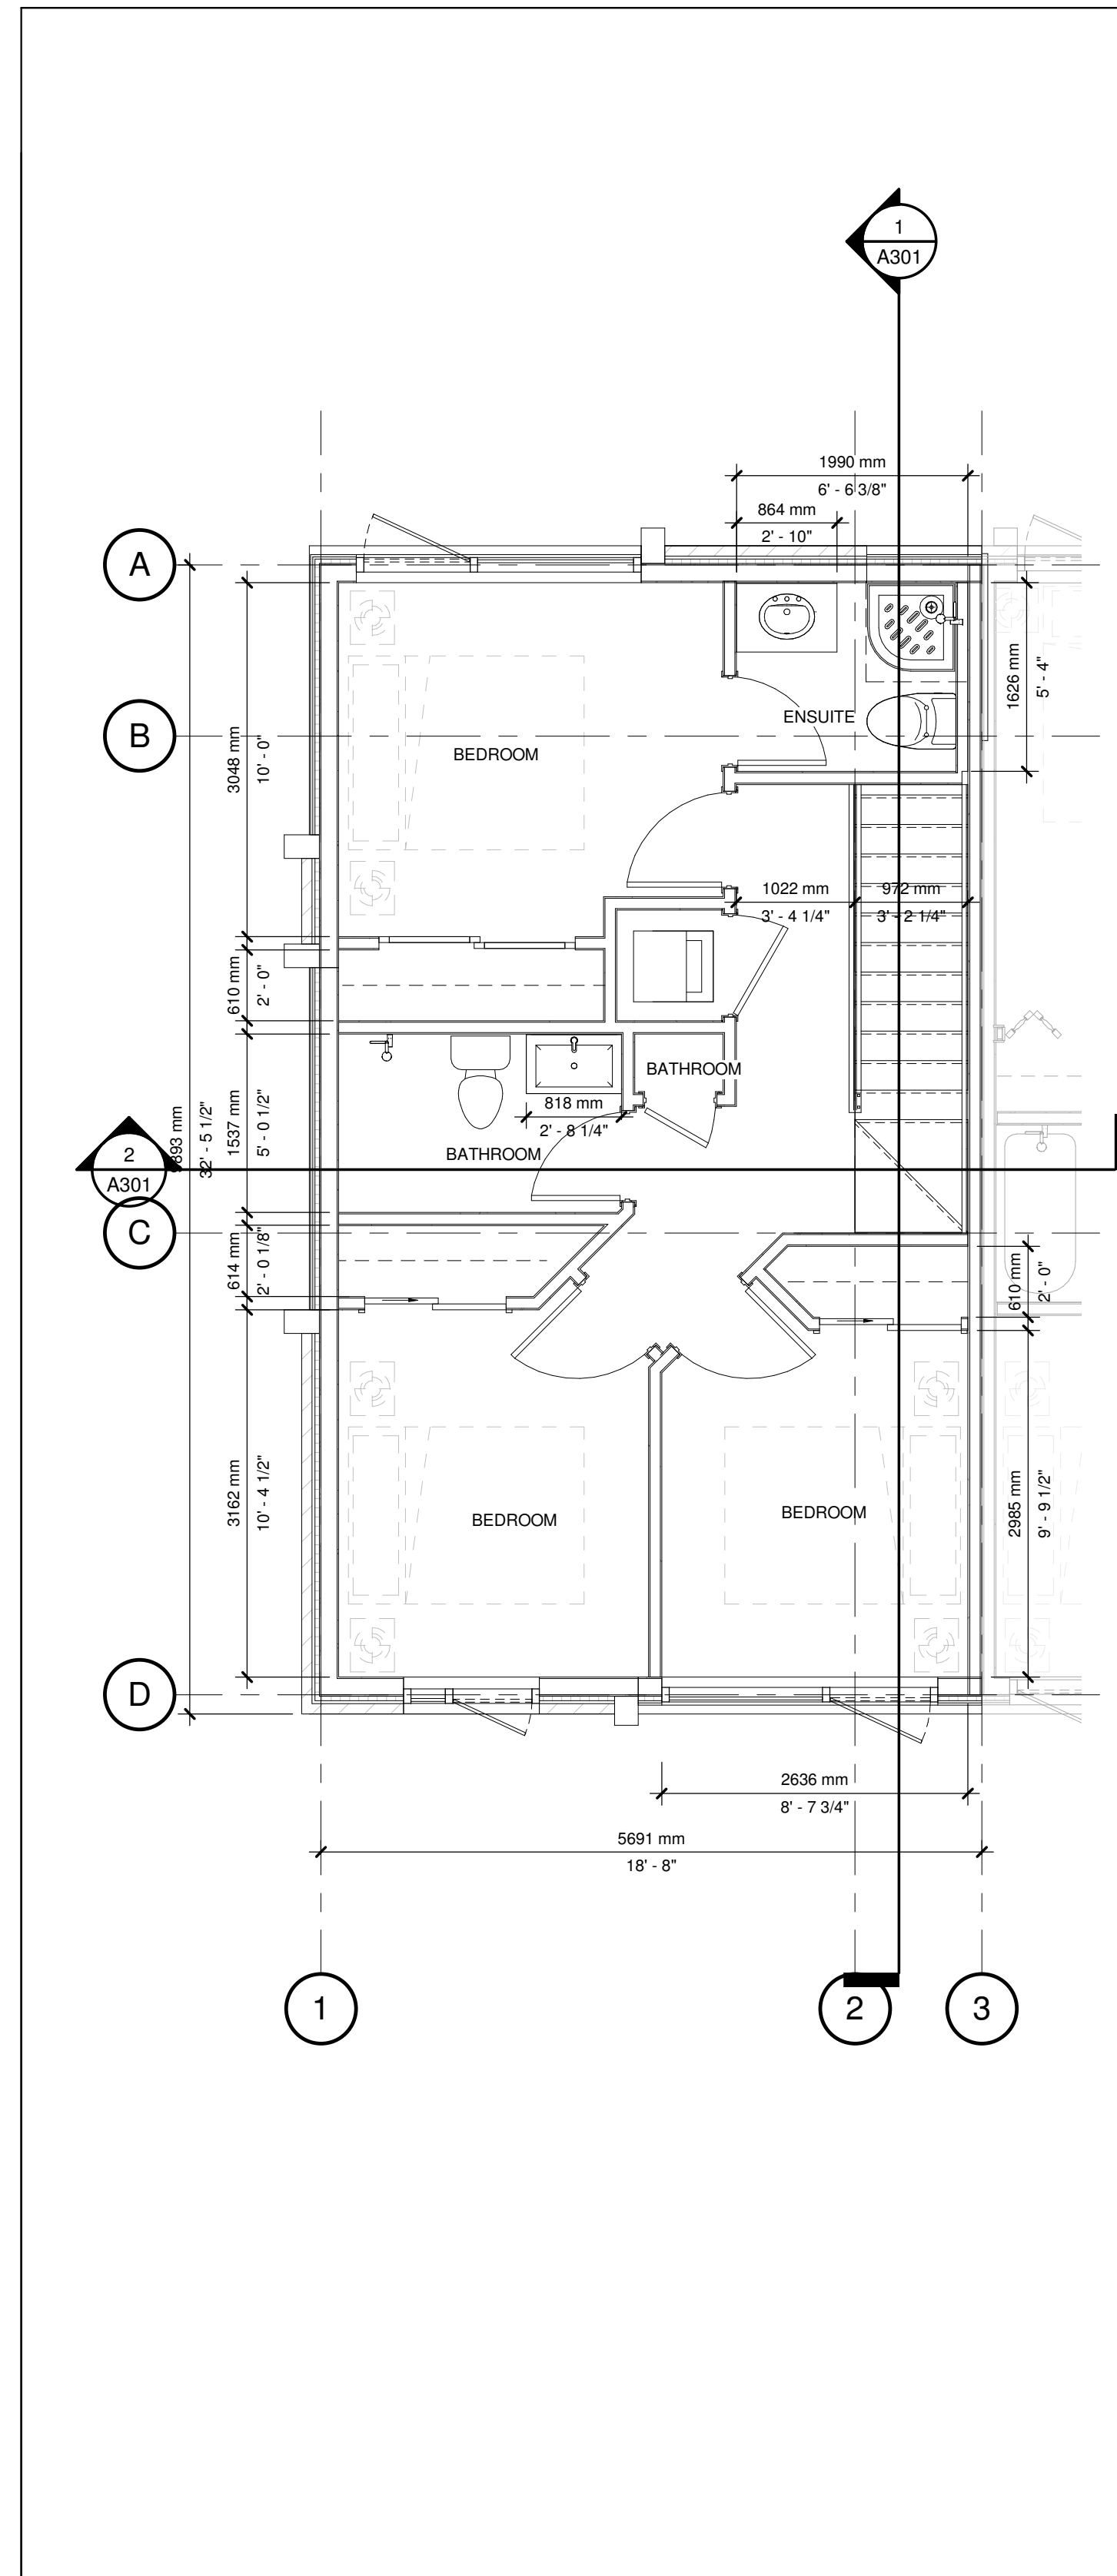 1
A301
1990 mm
6' - 6 3/8"
864 mm
2' - 10"
A
1626 mm
5' - 4"
ENSUITE
B
3048 mm
10' - 0"
BEDROOM
1022 mm
3' - 4 1/4"
972 mm
3' - 2 1/4"
610 mm
2' - 0"
BATHROOM
818 mm
2' - 8 1/4"
1537 mm
5' - 0 1/2"
9893 mm
32' - 5 1/2"
BATHROOM
2
A301
C
614 mm
2' - 0 1/8"
610 mm
2' - 0"
3162 mm
10' - 4 1/2"
BEDROOM
BEDROOM
2985 mm
9' - 9 1/2"
D
2636 mm
8' - 7 3/4"
5691 mm
18' - 8"
1
2
3